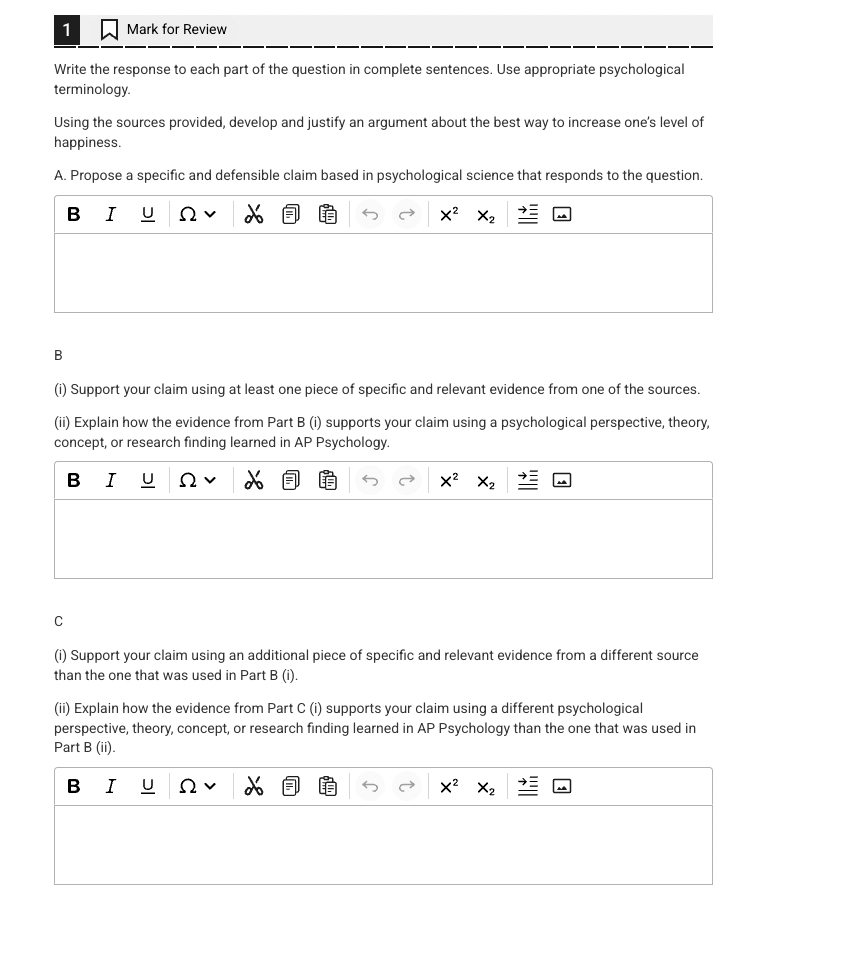 1 Mark for Review
Write the response to each part of the question in complete sentences. Use appropriate psychological
terminology.
Using the sources provided, develop and justify an argument about the best way to increase one’s level of
happiness.
A. Propose a specific and defensible claim based in psychological science that responds to the question.
B I U Ω X² X₂
B
(i) Support your claim using at least one piece of specific and relevant evidence from one of the sources.
(ii) Explain how the evidence from Part B (i) supports your claim using a psychological perspective, theory,
concept, or research finding learned in AP Psychology.
B I U Ω X² X₂
C
(i) Support your claim using an additional piece of specific and relevant evidence from a different source
than the one that was used in Part B (i).
(ii) Explain how the evidence from Part C (i) supports your claim using a different psychological
perspective, theory, concept, or research finding learned in AP Psychology than the one that was used in
Part B (ii).
B I U Ω X² X₂